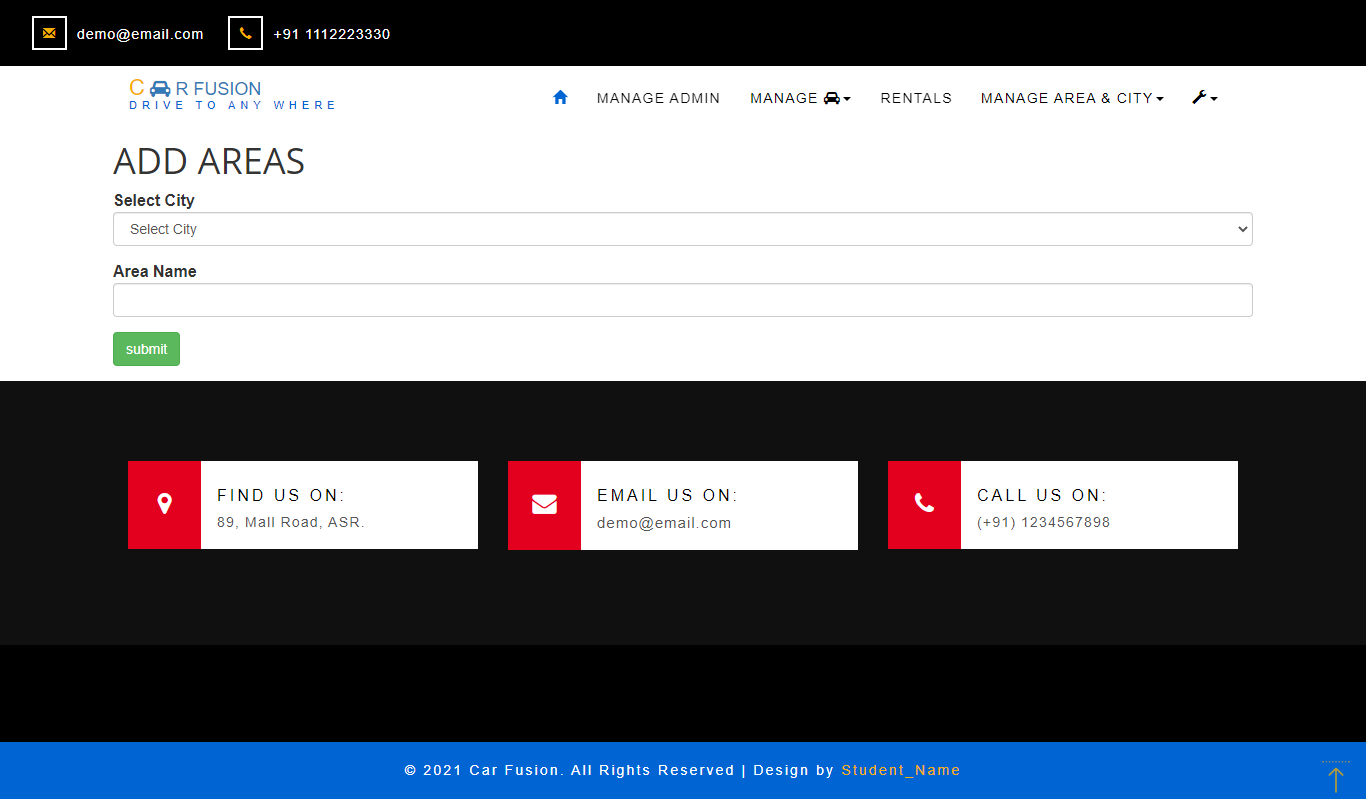 demo@email.com +91 1112223330
C R FUSION
DRIVE TO ANY WHERE
MANAGE ADMIN MANAGE RENTALS MANAGE AREA & CITY
ADD AREAS
Select City
Select City
Area Name
submit
FIND US ON:
89, Mall Road, ASR.
EMAIL US ON:
demo@email.com
CALL US ON:
(+91) 1234567898
© 2021 Car Fusion. All Rights Reserved | Design by Student_Name